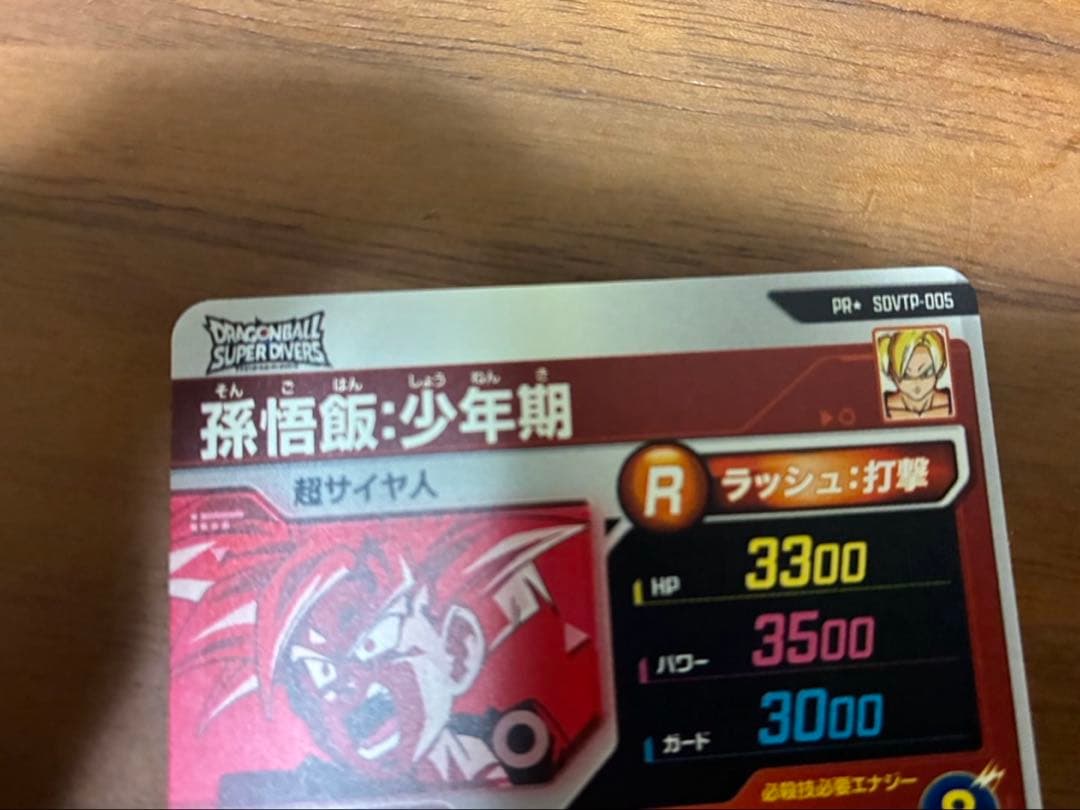 PR★ SDVTP-005
DRAGONBALL
SUPER DIVERS
そん ご はん しょう ねん き
孫悟飯:少年期
超サイヤ人
R ラッシュ:打撃
HP 3300
パワー 3500
ガード 3000
必殺技必要エナジー